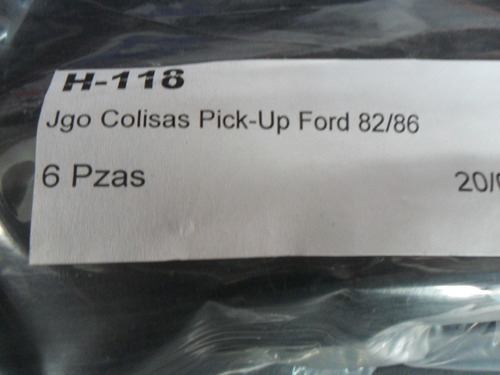 H-118
Jgo Colisas Pick-Up Ford 82/86
6 Pzas
20/